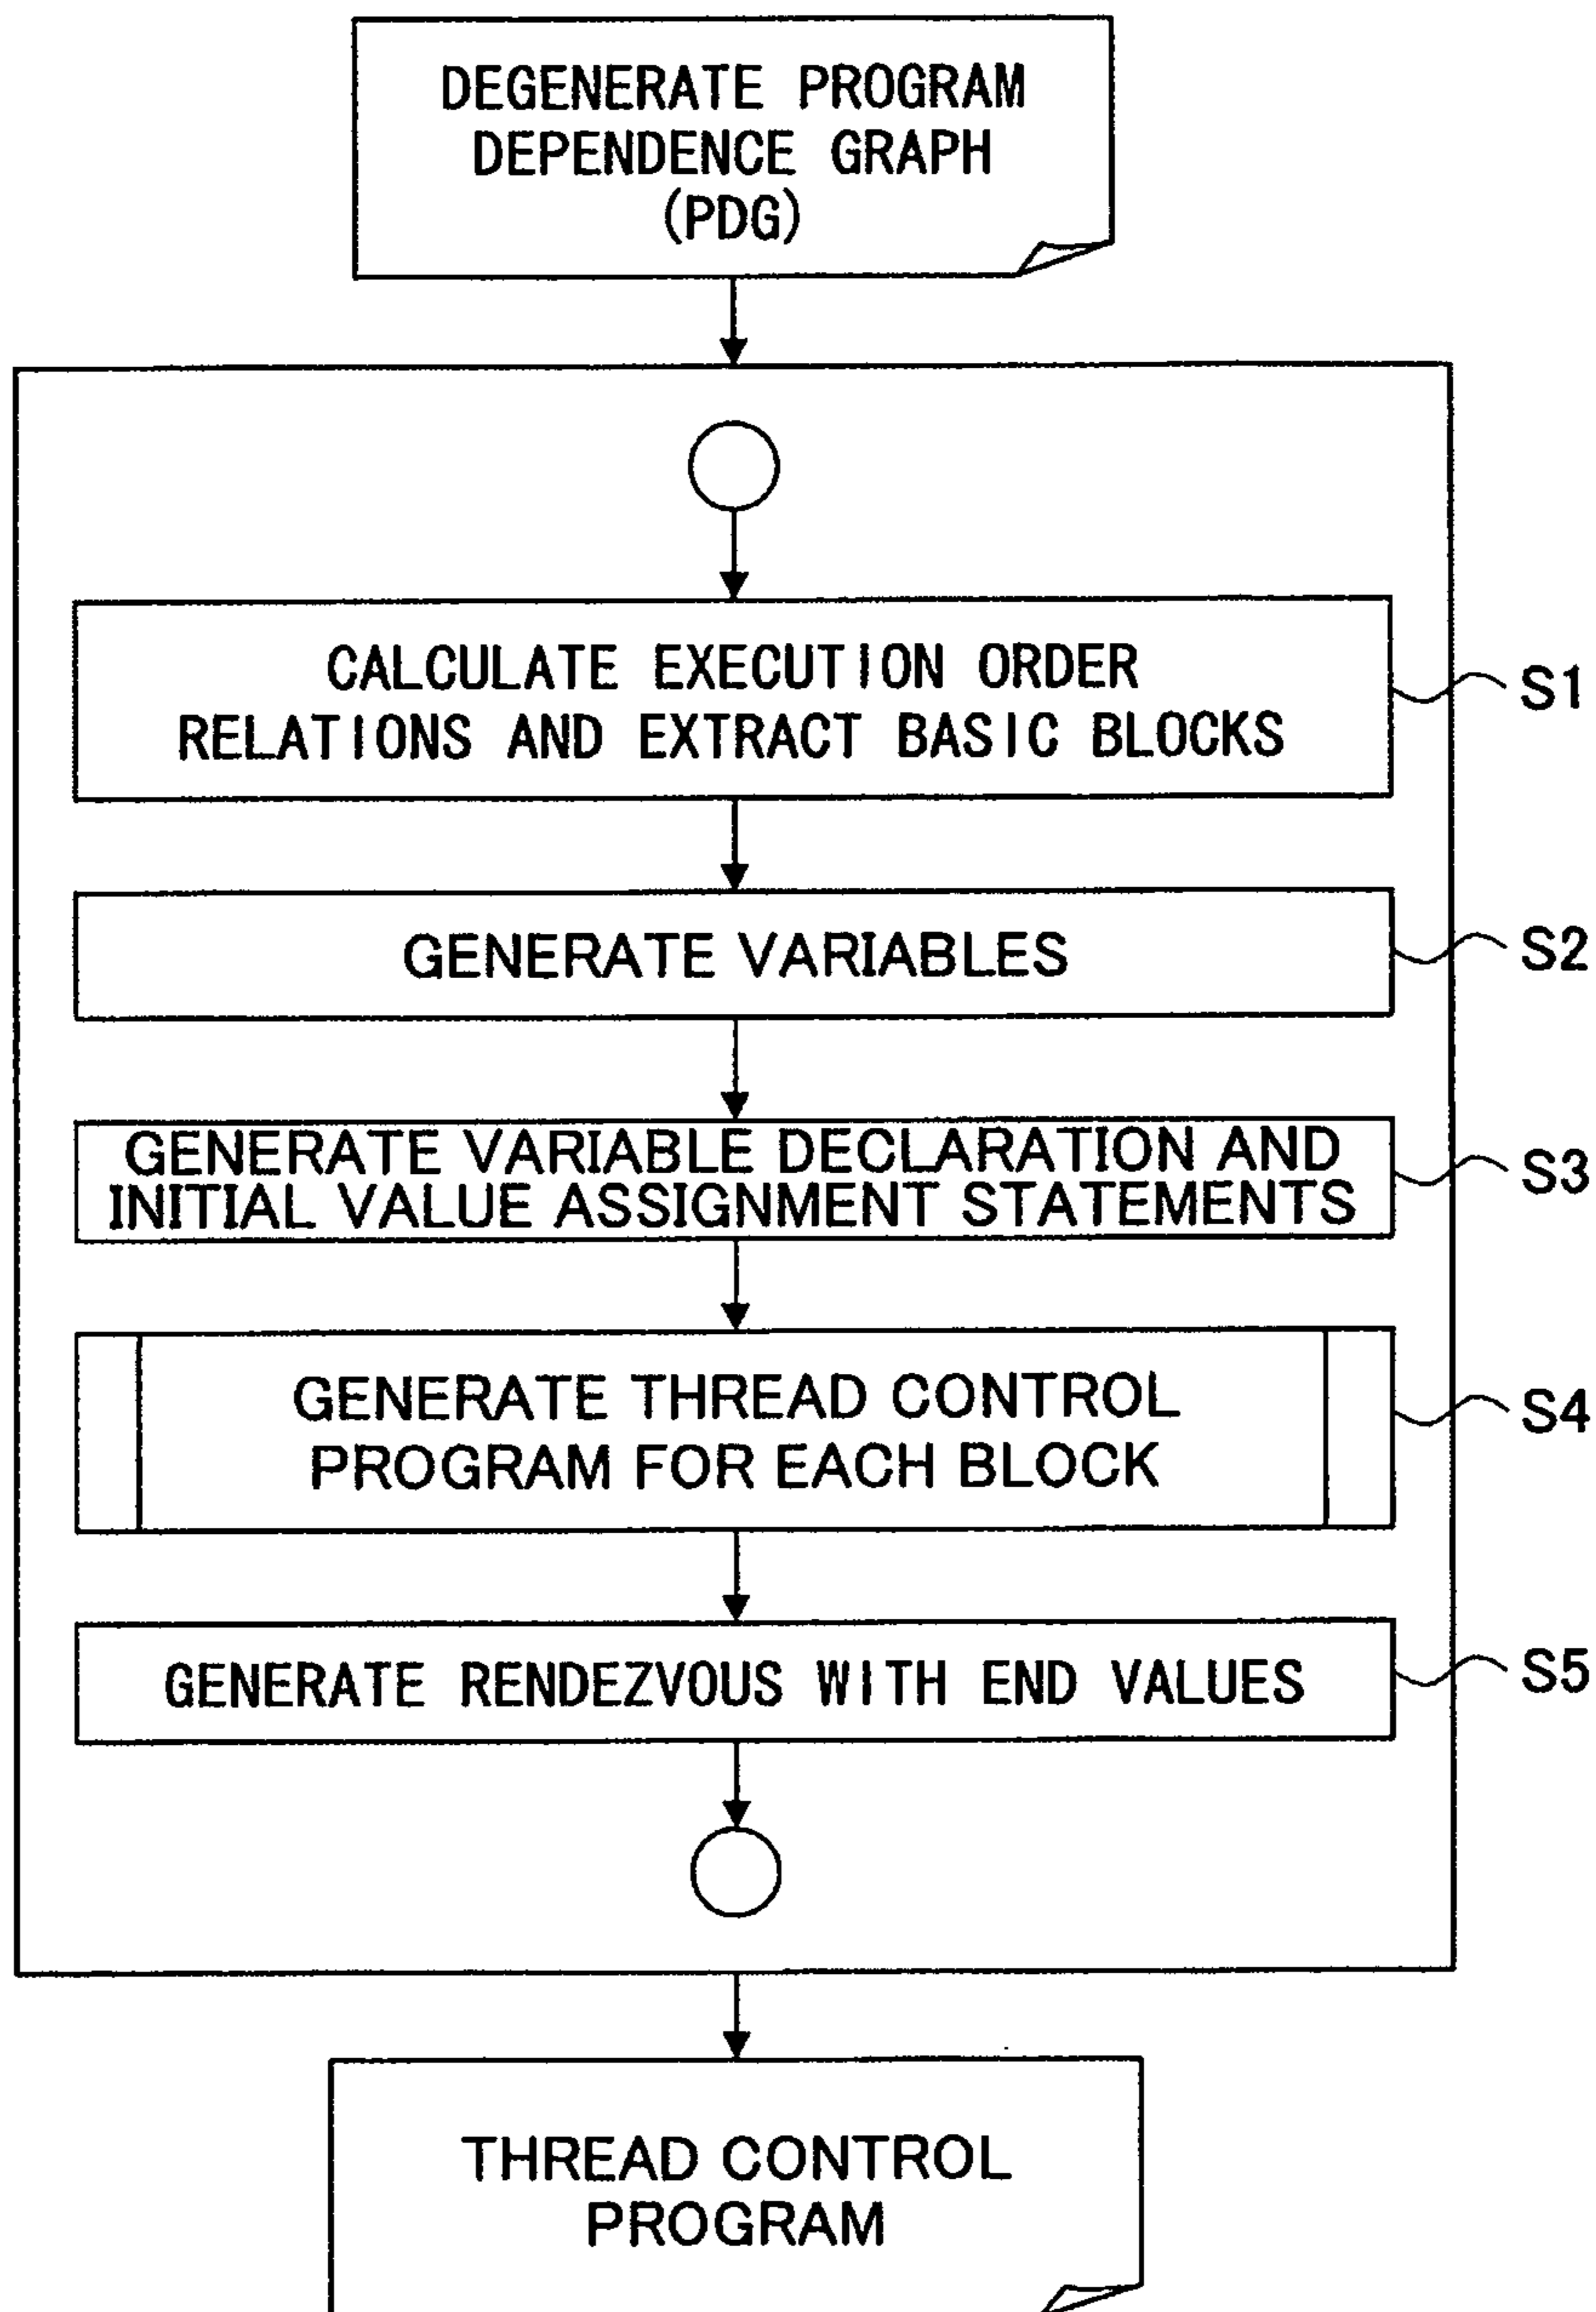 DEGENERATE PROGRAM
DEPENDENCE GRAPH
(PDG)
CALCULATE EXECUTION ORDER
RELATIONS AND EXTRACT BASIC BLOCKS
S1
GENERATE VARIABLES
S2
GENERATE VARIABLE DECLARATION AND
INITIAL VALUE ASSIGNMENT STATEMENTS
S3
GENERATE THREAD CONTROL
PROGRAM FOR EACH BLOCK
S4
GENERATE RENDEZVOUS WITH END VALUES
S5
THREAD CONTROL
PROGRAM